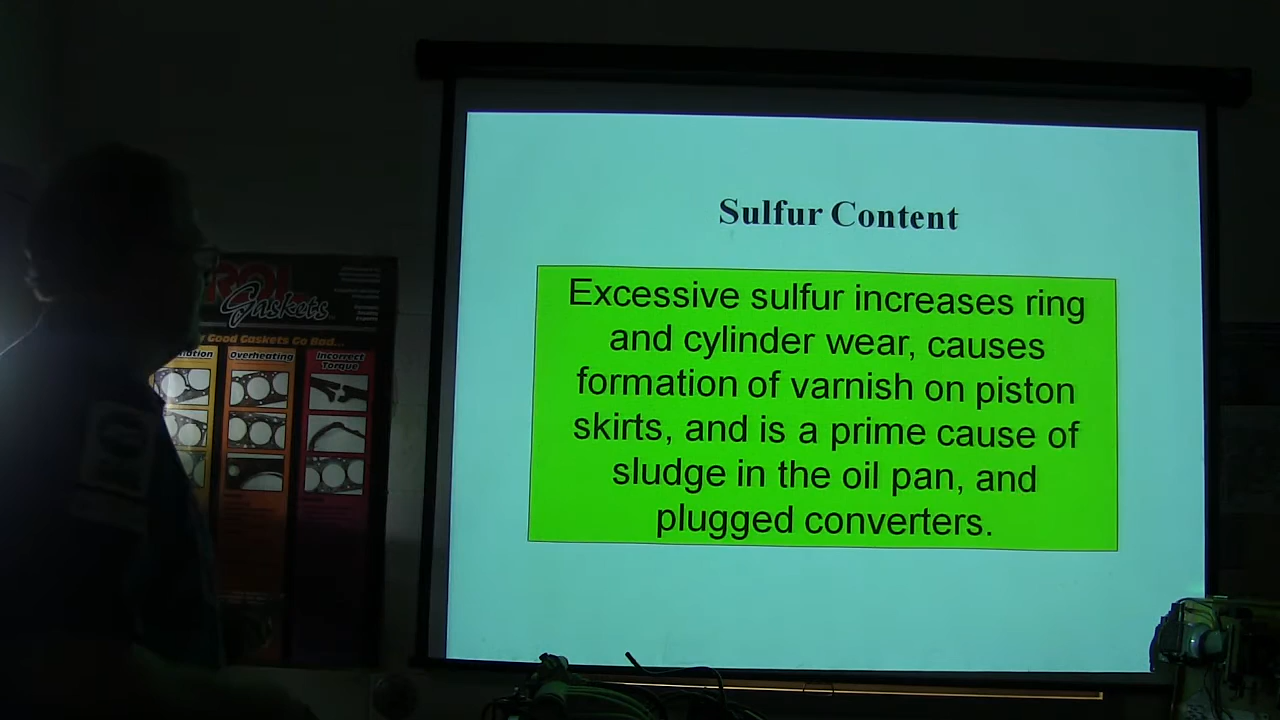 Sulfur Content
Excessive sulfur increases ring
and cylinder wear, causes
formation of varnish on piston
skirts, and is a prime cause of
sludge in the oil pan, and
plugged converters.
Gaskets
Good Gaskets Go Bad...
Overheating
Incorrect
Torque